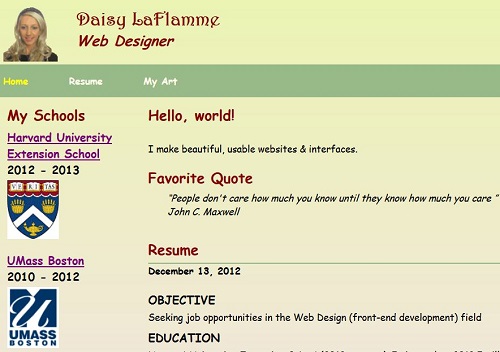 Daisy LaFlamme
Web Designer
Home Resume My Art
My Schools
Harvard University
Extension School
2012 - 2013
VE RI TAS
UMass Boston
2010 - 2012
UMASS
BOSTON
Hello, world!
I make beautiful, usable websites & interfaces.
Favorite Quote
"People don't care how much you know until they know how much you care "
John C. Maxwell
Resume
December 13, 2012
OBJECTIVE
Seeking job opportunities in the Web Design (front-end development) field
EDUCATION